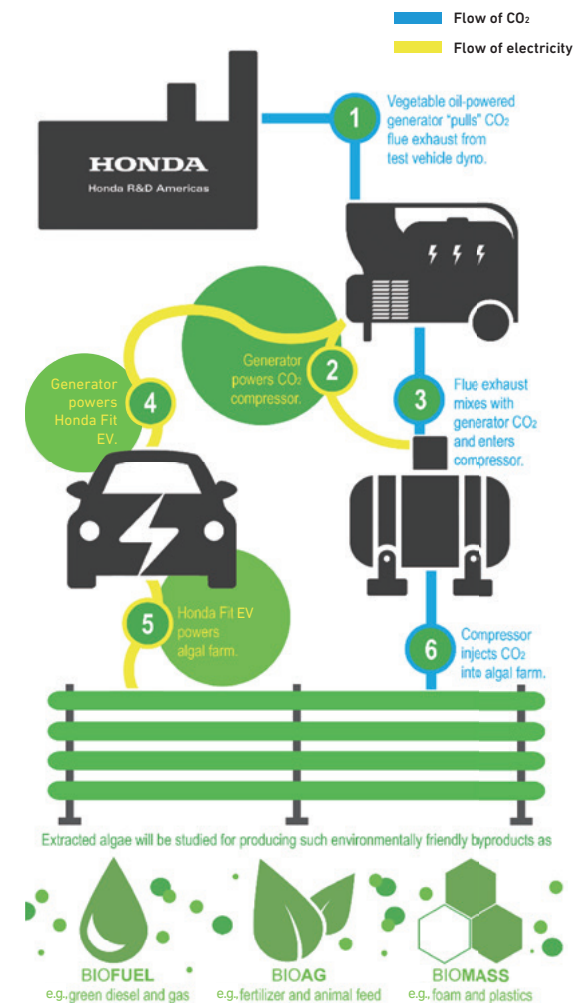 Flow of CO₂
Flow of electricity
HONDA
Honda R&D Americas
1
Vegetable oil-powered
generator “pulls” CO₂
flue exhaust from
test vehicle dyno.
Generator
powers CO₂
compressor.
2
3
Flue exhaust
mixes with
generator CO₂
and enters
compressor.
Generator
powers
Honda Fit
EV.
4
5
Honda Fit EV
powers
algal farm.
6
Compressor
injects CO₂
into algal farm.
Extracted algae will be studied for producing such environmentally friendly byproducts as
BIOFUEL
e.g., green diesel and gas
BIOAG
e.g., fertilizer and animal feed
BIOMASS
e.g., foam and plastics